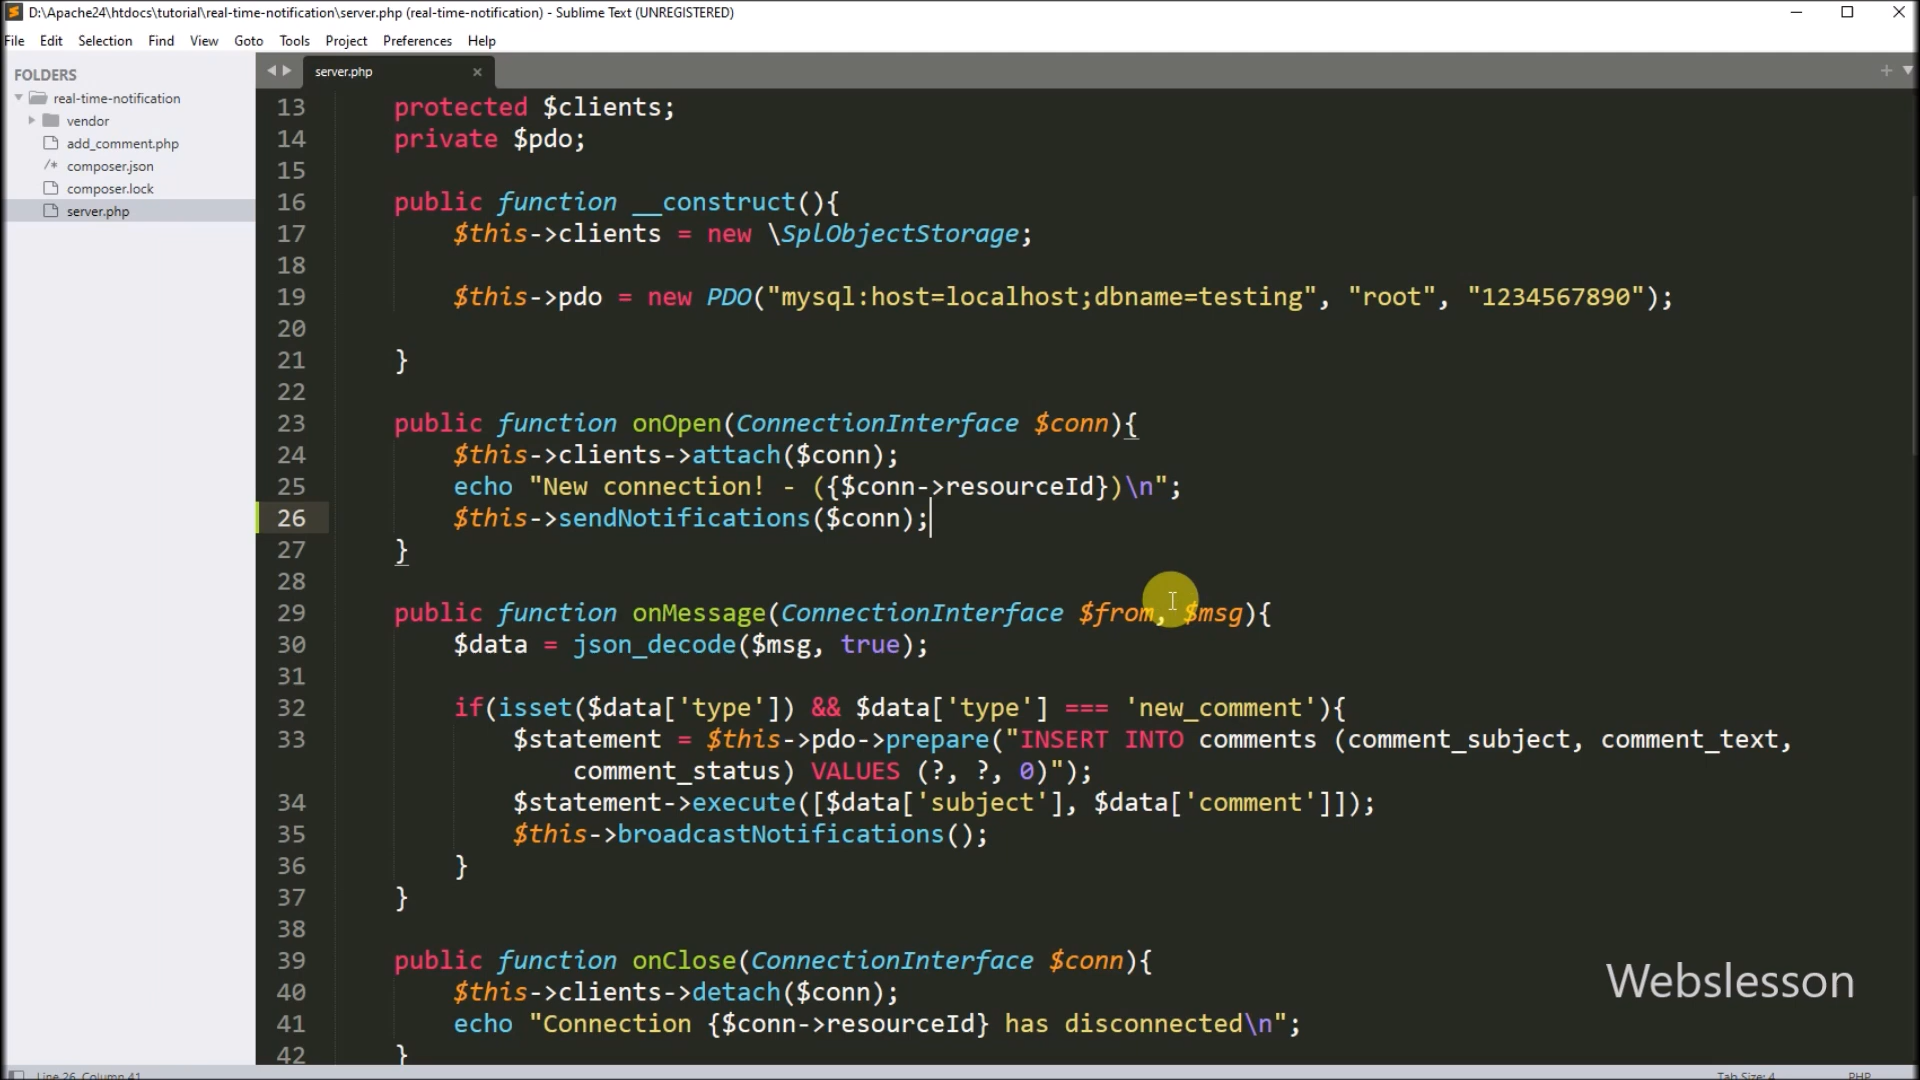 D:\Apache24\htdocs\tutorial\real-time-notification\server.php (real-time-notification) - Sublime Text (UNREGISTERED)
File Edit Selection Find View Goto Tools Project Preferences Help
FOLDERS
real-time-notification
vendor
add_comment.php
/* composer.json
composer.lock
server.php
server.php
13 protected $clients;
14 private $pdo;
15
16 public function __construct(){
17 $this->clients = new \SplObjectStorage;
18
19 $this->pdo = new PDO("mysql:host=localhost;dbname=testing", "root", "1234567890");
20
21 }
22
23 public function onOpen(ConnectionInterface $conn){
24 $this->clients->attach($conn);
25 echo "New connection! - ({$conn->resourceId})\n";
26 $this->sendNotifications($conn);
27 }
28
29 public function onMessage(ConnectionInterface $from, $msg){
30 $data = json_decode($msg, true);
31
32 if(isset($data['type']) && $data['type'] === 'new_comment'){
33 $statement = $this->pdo->prepare("INSERT INTO comments (comment_subject, comment_text,
comment_status) VALUES (?, ?, 0)");
34 $statement->execute([$data['subject'], $data['comment']]);
35 $this->broadcastNotifications();
36 }
37 }
38
39 public function onClose(ConnectionInterface $conn){
40 $this->clients->detach($conn);
41 echo "Connection {$conn->resourceId} has disconnected\n";
42 }
Webslesson
Line 26, Column 41
Tab Size: 4
PHP